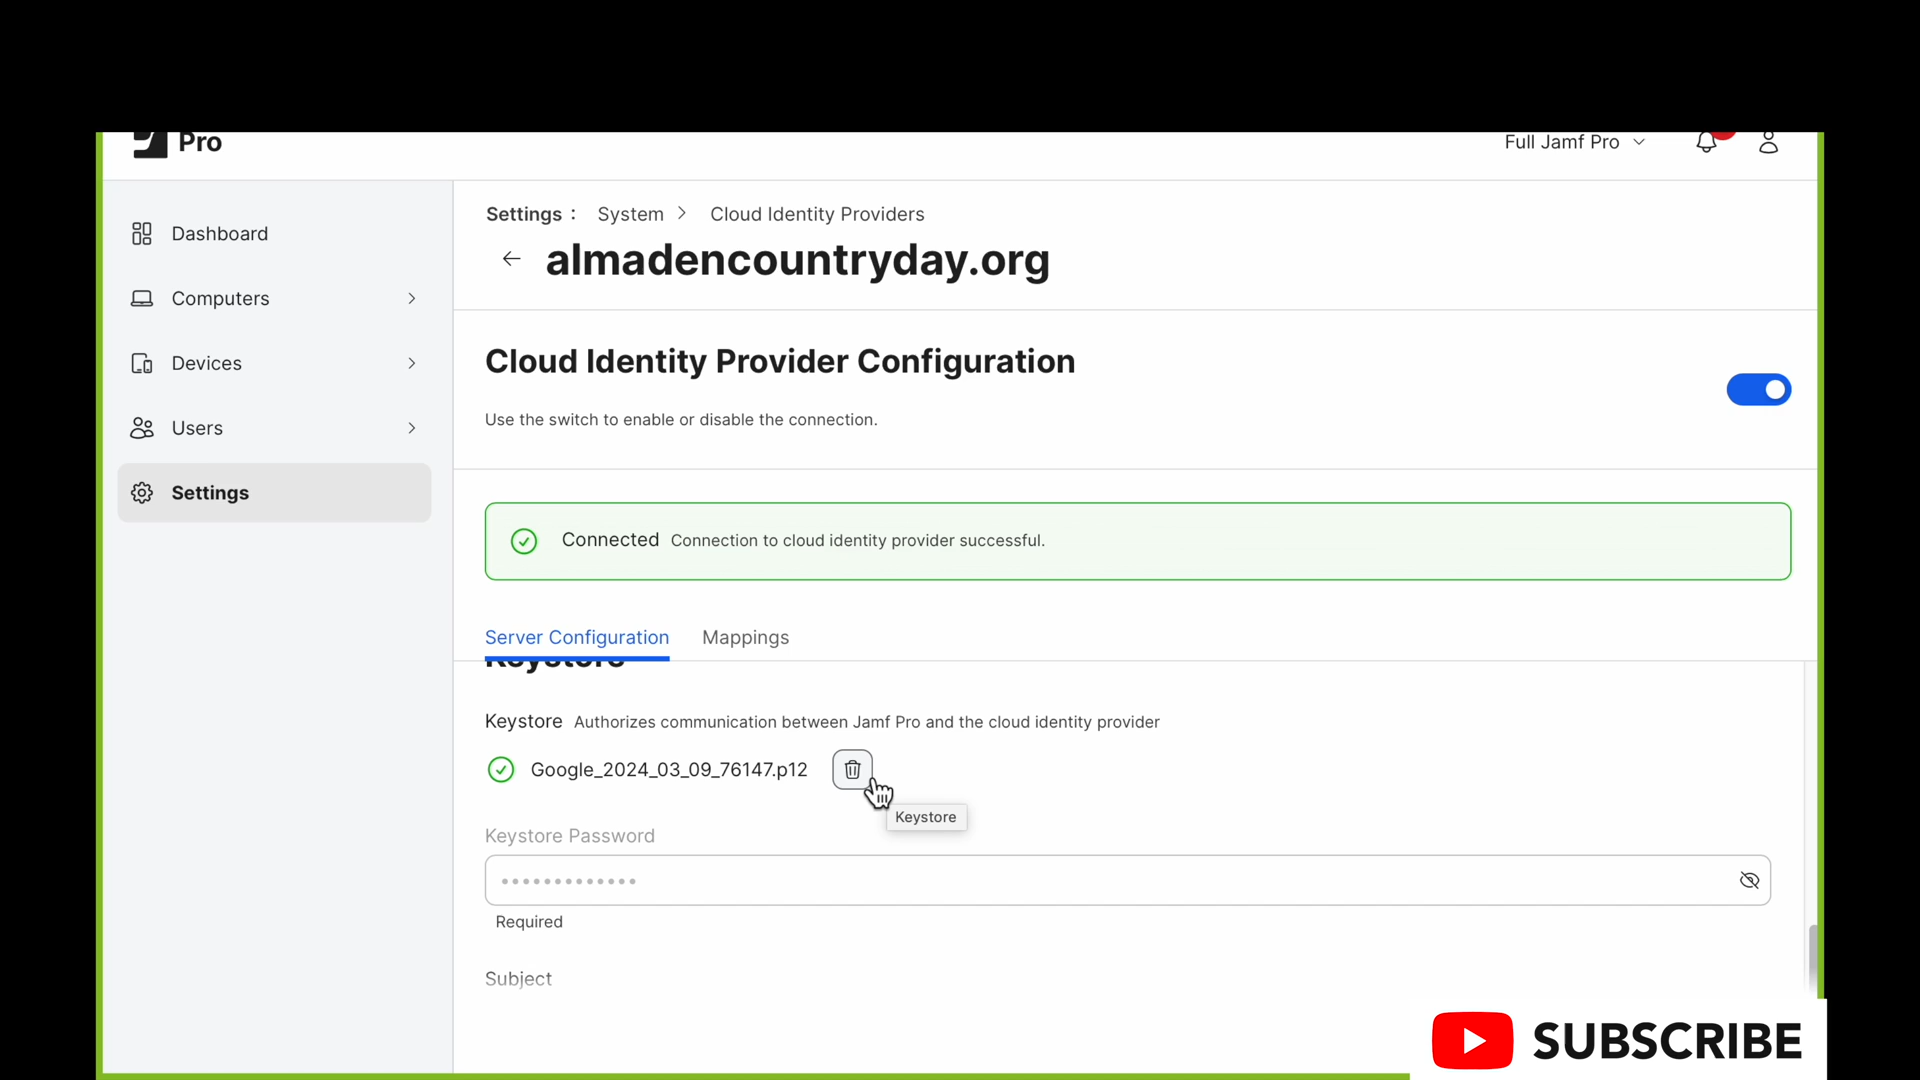 Pro
Full Jamf Pro
Dashboard
Computers
Devices
Users
Settings
Settings : System > Cloud Identity Providers
almadencountryday.org
Cloud Identity Provider Configuration
Use the switch to enable or disable the connection.
Connected Connection to cloud identity provider successful.
Server Configuration Mappings
Keystore
Keystore Authorizes communication between Jamf Pro and the cloud identity provider
Google_2024_03_09_76147.p12
Keystore
Keystore Password
Required
Subject
SUBSCRIBE